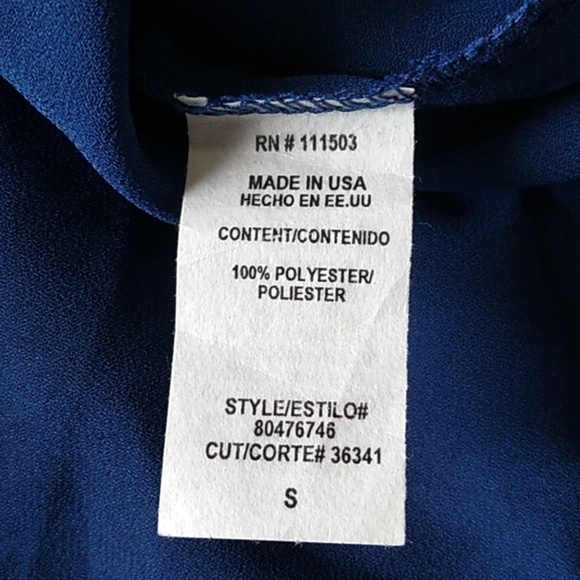 RN # 111503
MADE IN USA
HECHO EN EE.UU
CONTENT/CONTENIDO
100% POLYESTER/
POLIESTER
STYLE/ESTILO#
80476746
CUT/CORTE# 36341
S